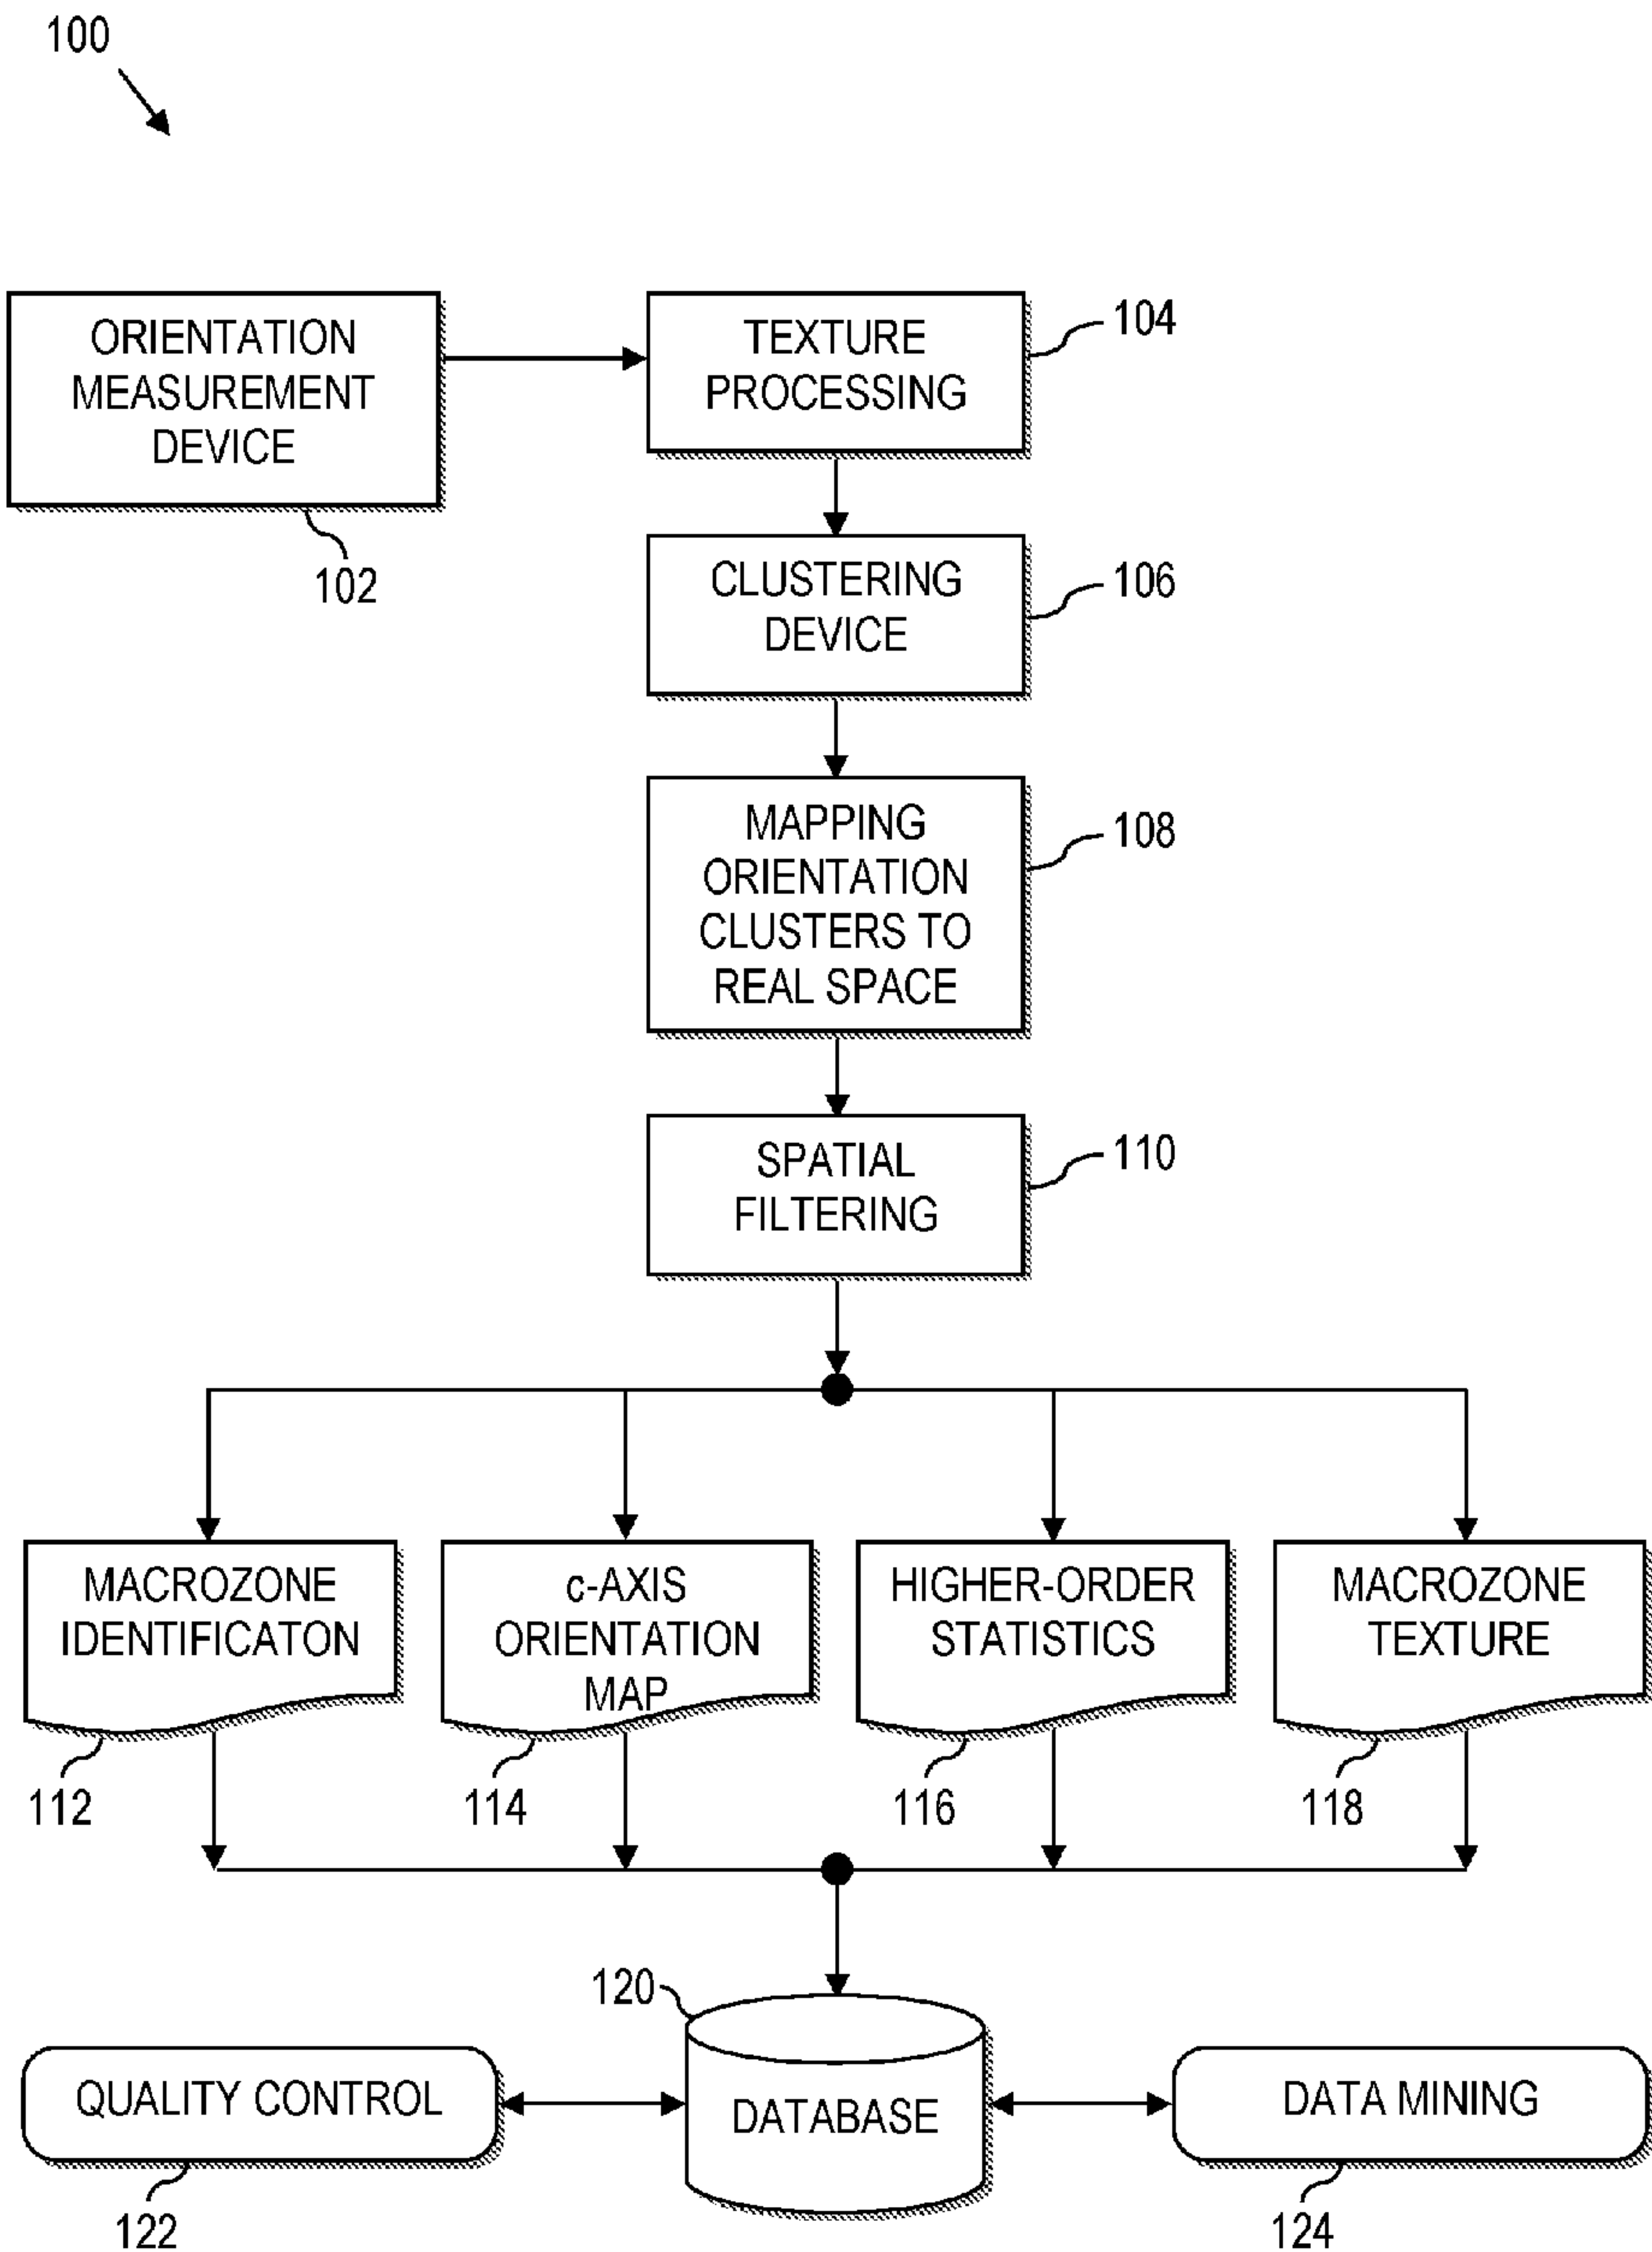 100
ORIENTATION
MEASUREMENT
DEVICE
102
TEXTURE
PROCESSING
104
CLUSTERING
DEVICE
106
MAPPING
ORIENTATION
CLUSTERS TO
REAL SPACE
108
SPATIAL
FILTERING
110
MACROZONE
IDENTIFICATON
112
c-AXIS
ORIENTATION
MAP
114
HIGHER-ORDER
STATISTICS
116
MACROZONE
TEXTURE
118
120
DATABASE
QUALITY CONTROL
122
DATA MINING
124